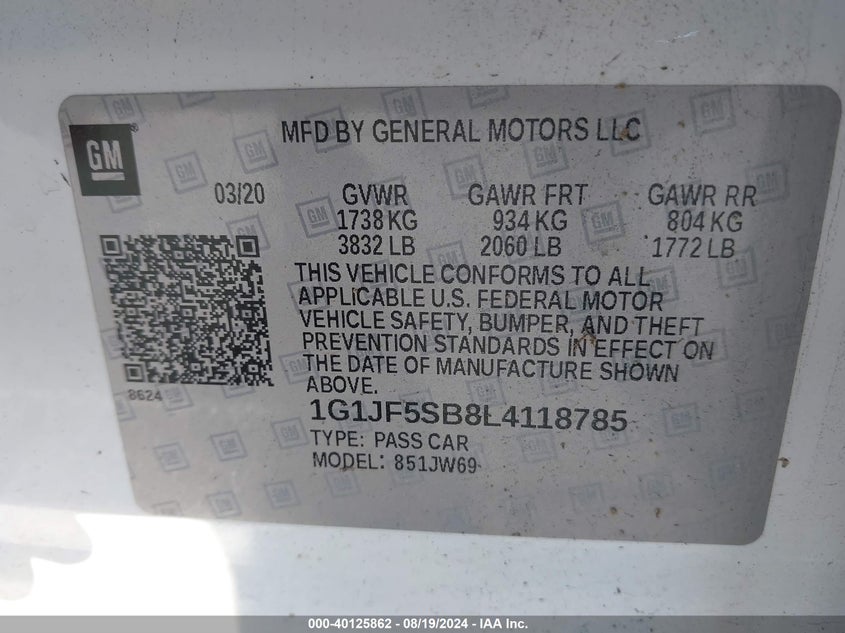 GM
MFD BY GENERAL MOTORS LLC
03/20 GVWR GAWR FRT GAWR RR
1738 KG 934 KG 804 KG
3832 LB 2060 LB 1772 LB
THIS VEHICLE CONFORMS TO ALL
APPLICABLE U.S. FEDERAL MOTOR
VEHICLE SAFETY, BUMPER, AND THEFT
PREVENTION STANDARDS IN EFFECT ON
THE DATE OF MANUFACTURE SHOWN
ABOVE.
8624
1G1JF5SB8L4118785
TYPE: PASS CAR
MODEL: 851JW69
000-40125862 - 08/19/2024 - IAA Inc.